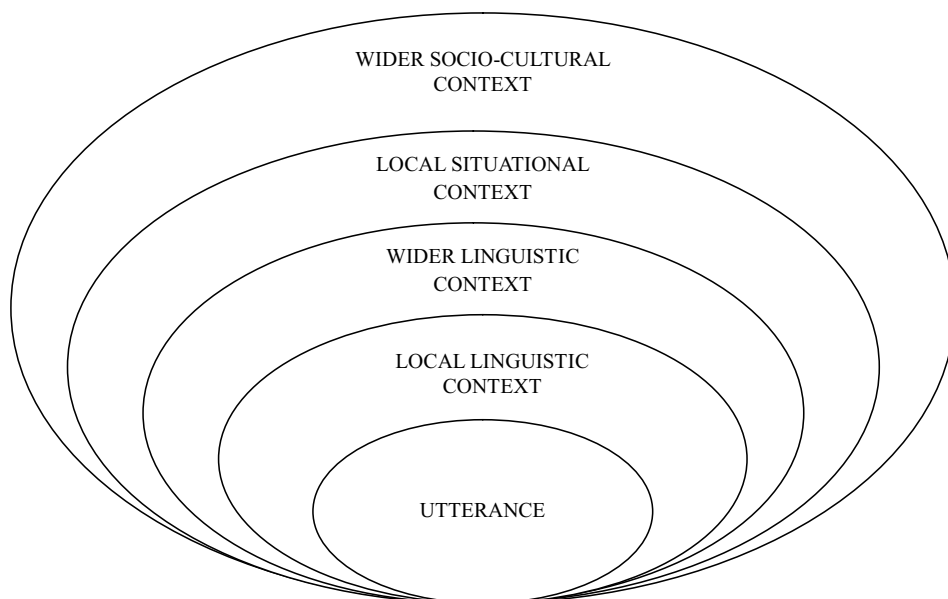 WIDER SOCIO-CULTURAL
CONTEXT
LOCAL SITUATIONAL
CONTEXT
WIDER LINGUISTIC
CONTEXT
LOCAL LINGUISTIC
CONTEXT
UTTERANCE